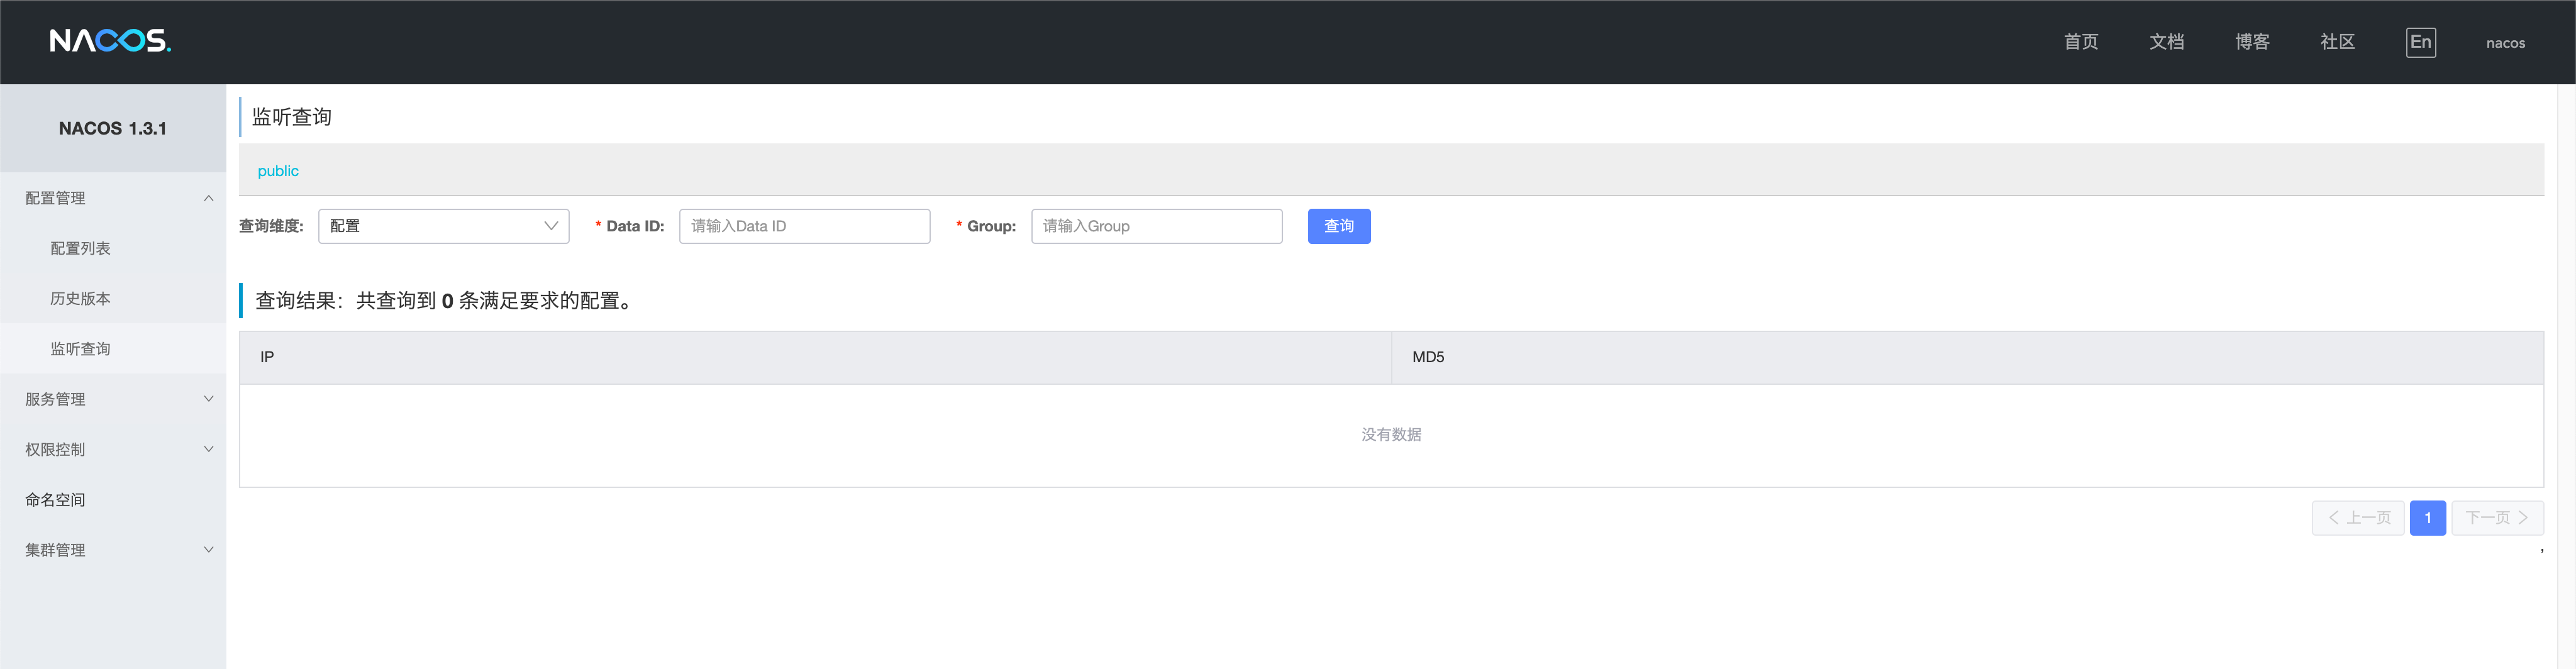 NACOS.
首页 文档 博客 社区 En nacos
NACOS 1.3.1
配置管理
配置列表
历史版本
监听查询
服务管理
权限控制
命名空间
集群管理
监听查询
public
查询维度: 配置 * Data ID: 请输入Data ID * Group: 请输入Group 查询
查询结果：共查询到 0 条满足要求的配置。
IP MD5
没有数据
上一页 1 下一页
,